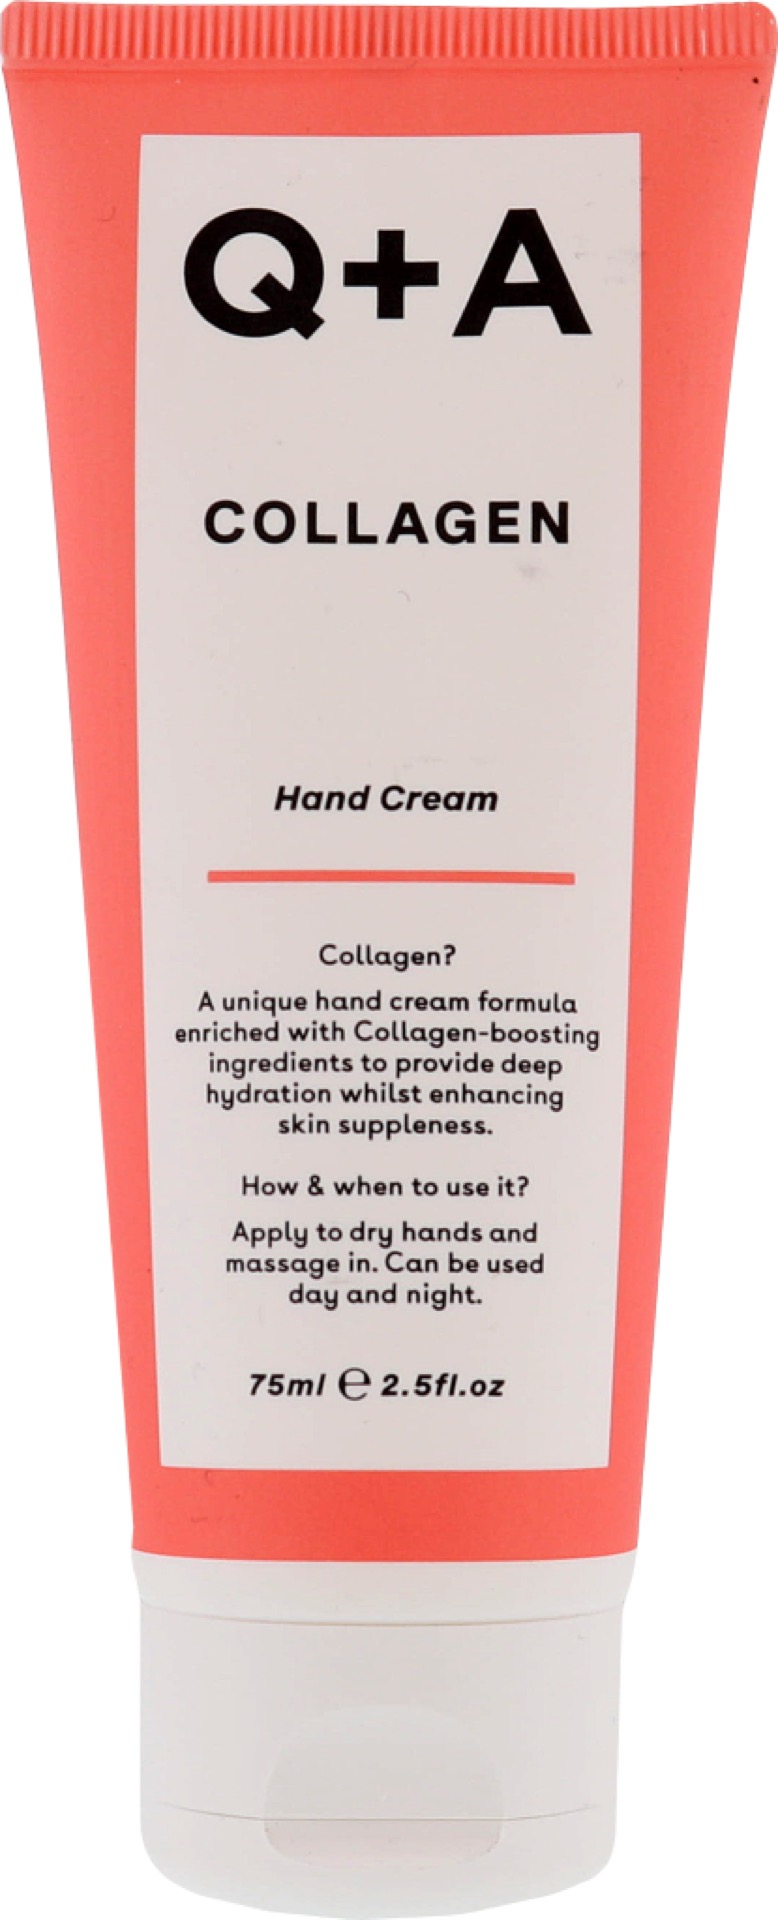 Q+A
COLLAGEN
Hand Cream
Collagen?
A unique hand cream formula
enriched with Collagen-boosting
ingredients to provide deep
hydration whilst enhancing
skin suppleness.
How & when to use it?
Apply to dry hands and
massage in. Can be used
day and night.
75ml ℮ 2.5fl.oz